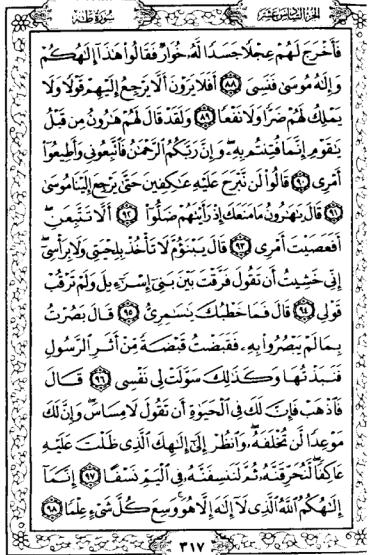 الجزء السادس عشر
سورة طه
فَأَخْرَجَ لَهُمْ عِجْلًا جَسَدًا لَّهُ خُوَارٌ فَقَالُوا هَٰذَا إِلَٰهُكُمْ
وَإِلَٰهُ مُوسَىٰ فَنَسِيَ ٨٨ أَفَلَا يَرَوْنَ أَلَّا يَرْجِعُ إِلَيْهِمْ قَوْلًا وَلَا
يَمْلِكُ لَهُمْ ضَرًّا وَلَا نَفْعًا ٨٩ وَلَقَدْ قَالَ لَهُمْ هَٰرُونُ مِن قَبْلُ
يَٰقَوْمِ إِنَّمَا فُتِنتُم بِهِۦ وَإِنَّ رَبَّكُمُ ٱلرَّحْمَٰنُ فَٱتَّبِعُونِى وَأَطِيعُوٓا۟
أَمْرِى ٩٠ قَالُوا۟ لَن نَّبْرَحَ عَلَيْهِ عَٰكِفِينَ حَتَّىٰ يَرْجِعَ إِلَيْنَا مُوسَىٰ
٩١ قَالَ يَٰهَٰرُونُ مَا مَنَعَكَ إِذْ رَأَيْتَهُمْ ضَلُّوٓا۟ ٩٢ أَلَّا تَتَّبِعَنِ
أَفَعَصَيْتَ أَمْرِى ٩٣ قَالَ يَبْنَؤُمَّ لَا تَأْخُذْ بِلِحْيَتِى وَلَا بِرَأْسِىٓ
إِنِّى خَشِيتُ أَن تَقُولَ فَرَّقْتَ بَيْنَ بَنِىٓ إِسْرَٰٓءِيلَ وَلَمْ تَرْقُبْ
قَوْلِى ٩٤ قَالَ فَمَا خَطْبُكَ يَٰسَٰمِرِىُّ ٩٥ قَالَ بَصُرْتُ
بِمَا لَمْ يَبْصُرُوا۟ بِهِۦ فَقَبَضْتُ قَبْضَةً مِّنْ أَثَرِ ٱلرَّسُولِ
فَنَبَذْتُهَا وَكَذَٰلِكَ سَوَّلَتْ لِى نَفْسِى ٩٦ قَالَ
فَٱذْهَبْ فَإِنَّ لَكَ فِى ٱلْحَيَوٰةِ أَن تَقُولَ لَا مِسَاسَ وَإِنَّ لَكَ
مَوْعِدًا لَّن تُخْلَفَهُۥ وَٱنظُرْ إِلَىٰٓ إِلَٰهِكَ ٱلَّذِى ظَلْتَ عَلَيْهِ
عَاكِفًا لَّنُحَرِّقَنَّهُۥ ثُمَّ لَنَنسِفَنَّهُۥ فِى ٱلْيَمِّ نَسْفًا ٩٧ إِنَّمَآ
إِلَٰهُكُمُ ٱللَّهُ ٱلَّذِى لَآ إِلَٰهَ إِلَّا هُوَ وَسِعَ كُلَّ شَىْءٍ عِلْمًا ٩٨
٣١٧